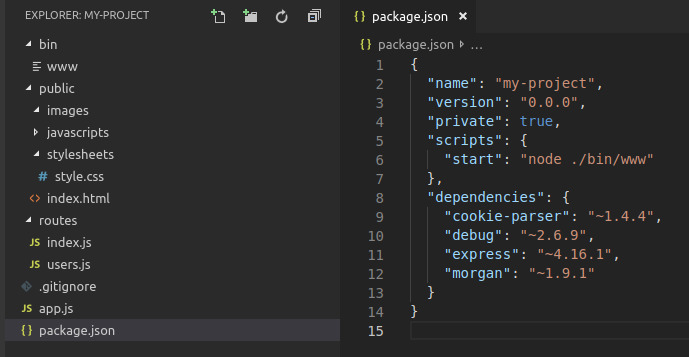 EXPLORER: MY-PROJECT
bin
www
public
images
javascripts
stylesheets
# style.css
<> index.html
routes
JS index.js
JS users.js
.gitignore
JS app.js
{} package.json
{} package.json ×
{} package.json > ...
1 {
2 "name": "my-project",
3 "version": "0.0.0",
4 "private": true,
5 "scripts": {
6 "start": "node ./bin/www"
7 },
8 "dependencies": {
9 "cookie-parser": "~1.4.4",
10 "debug": "~2.6.9",
11 "express": "~4.16.1",
12 "morgan": "~1.9.1"
13 }
14 }
15